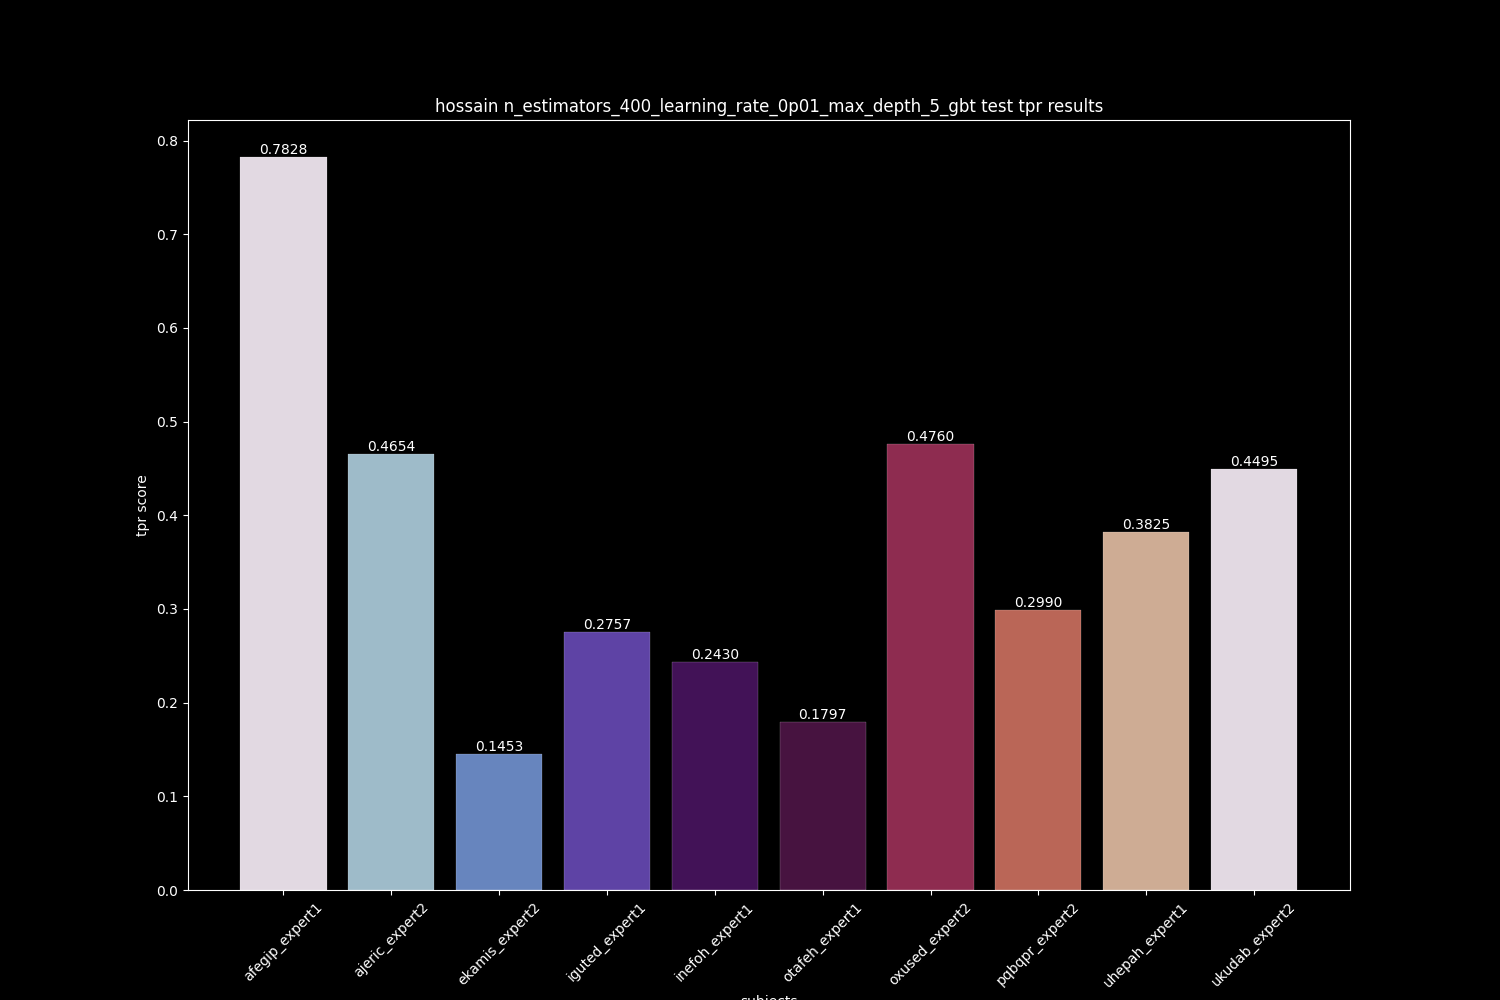 hossain n_estimators_400_learning_rate_0p01_max_depth_5_gbt test tpr results
tpr score
0.8
0.7
0.6
0.5
0.4
0.3
0.2
0.1
0.0
0.7828
0.4654
0.1453
0.2757
0.2430
0.1797
0.4760
0.2990
0.3825
0.4495
afegip_expert1
ajeric_expert2
ekamis_expert2
iguted_expert1
inefoh_expert1
otafeh_expert1
oxused_expert2
pqbqpr_expert2
uhepah_expert1
ukudab_expert2
subjects